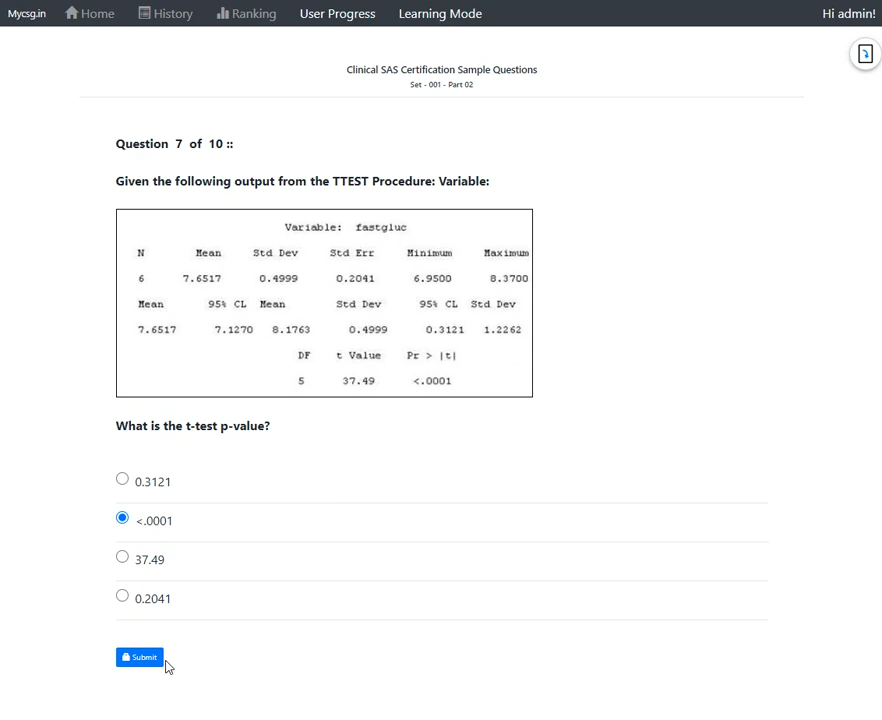 Mycsg.in Home History Ranking User Progress Learning Mode Hi admin!
Clinical SAS Certification Sample Questions
Set - 001 - Part 02
Question 7 of 10 ::
Given the following output from the TTEST Procedure: Variable:
Variable: fastgluc
N Mean Std Dev Std Err Minimum Maximum
6 7.6517 0.4999 0.2041 6.9500 8.3700
Mean 95% CL Mean Std Dev 95% CL Std Dev
7.6517 7.1270 8.1763 0.4999 0.3121 1.2262
DF t Value Pr > |t|
5 37.49 <.0001
What is the t-test p-value?
0.3121
<.0001
37.49
0.2041
Submit